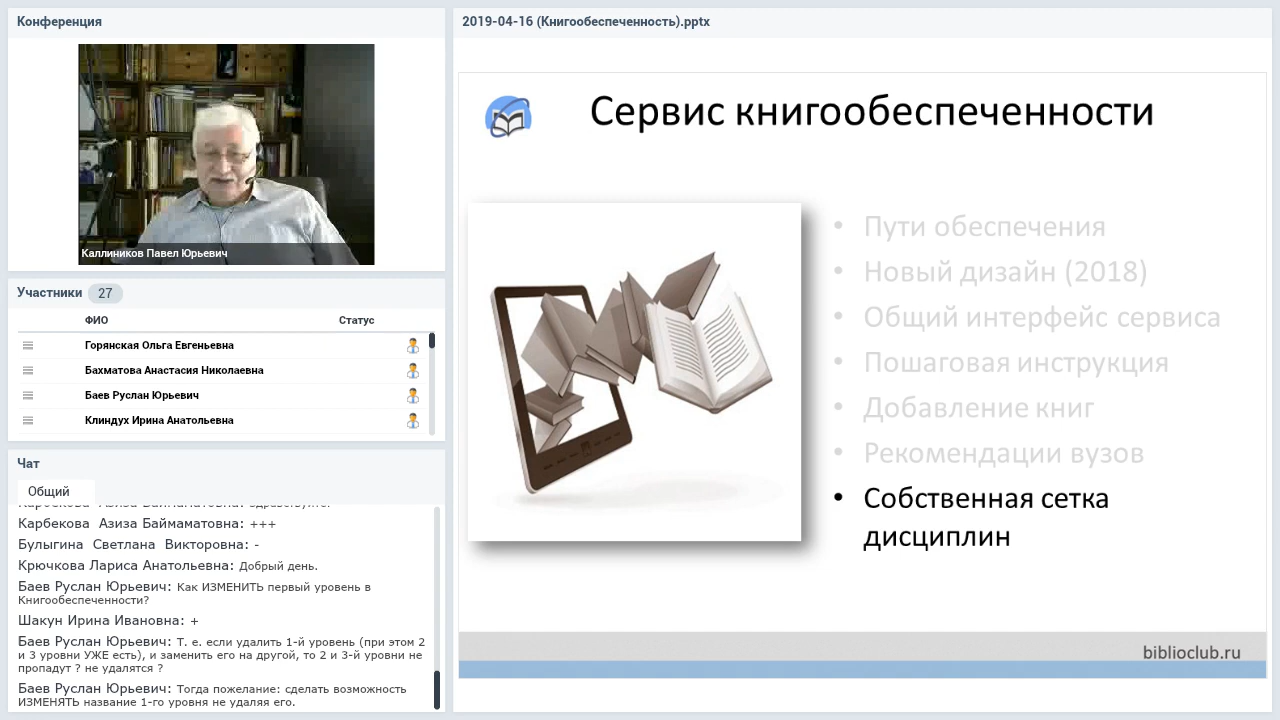 Конференция
Каллиников Павел Юрьевич
Участники 27
ФИО Статус
Горянская Ольга Евгеньевна
Бахматова Анастасия Николаевна
Баев Руслан Юрьевич
Клиндух Ирина Анатольевна
Чат
Общий
Карбекова Азиза Баймаматовна: +++
Булыгина Светлана Викторовна: -
Крючкова Лариса Анатольевна: Добрый день.
Баев Руслан Юрьевич: Как ИЗМЕНИТЬ первый уровень в
Книгообеспеченности?
Шакун Ирина Ивановна: +
Баев Руслан Юрьевич: Т. е. если удалить 1-й уровень (при этом 2
и 3 уровни УЖЕ есть), и заменить его на другой, то 2 и 3-й уровни не
пропадут ? не удалятся ?
Баев Руслан Юрьевич: Тогда пожелание: сделать возможность
ИЗМЕНЯТЬ название 1-го уровня не удаляя его.
2019-04-16 (Книгообеспеченность).pptx
Сервис книгообеспеченности
• Пути обеспечения
• Новый дизайн (2018)
• Общий интерфейс сервиса
• Пошаговая инструкция
• Добавление книг
• Рекомендации вузов
• Собственная сетка
дисциплин
biblioclub.ru